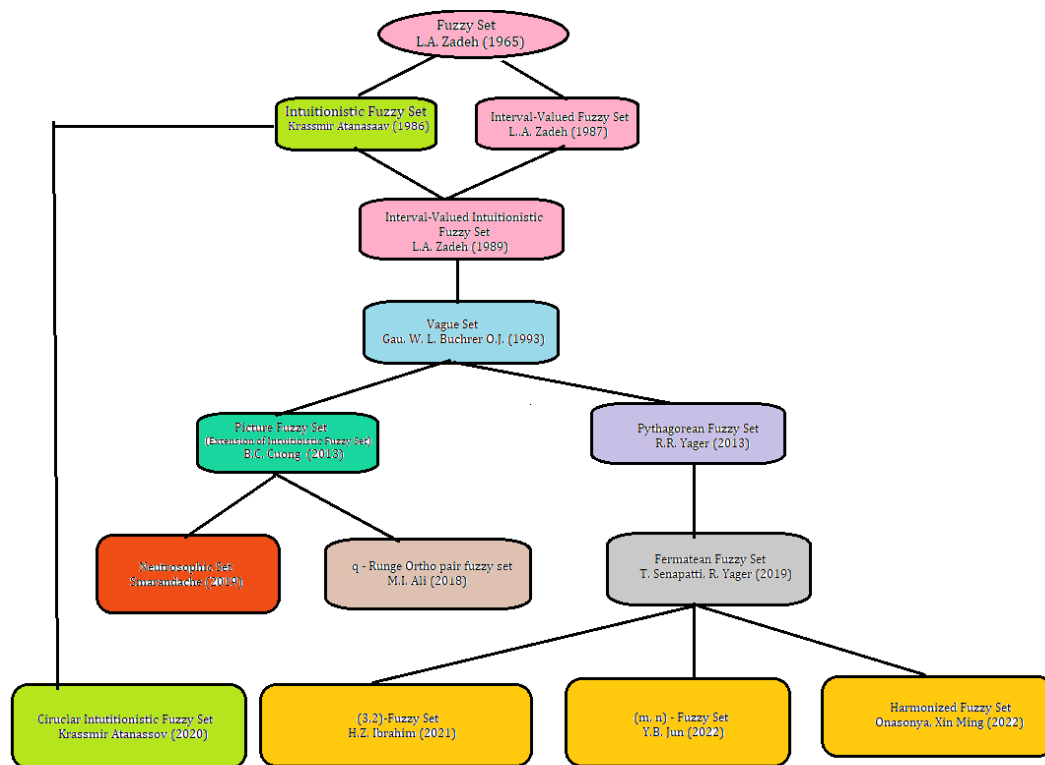 Fuzzy Set
L.A. Zadeh (1965)
Intuitionistic Fuzzy Set
Krassmir Atanasaav (1986)
Interval-Valued Fuzzy Set
L..A. Zadeh (1987)
Interval-Valued Intuitionistic
Fuzzy Set
L.A. Zadeh (1989)
Vague Set
Gau. W. L. Buchrer O.J. (1993)
Picture Fuzzy Set
(Extension of Intuitioistic Fuzzy Set)
B.C. Cuong (2013)
Pythagorean Fuzzy Set
R.R. Yager (2013)
Neutrosophic Set
Smarandache (2019)
q - Runge Ortho pair fuzzy set
M.I. Ali (2018)
Fermatean Fuzzy Set
T. Senapatti, R. Yager (2019)
Ciruclar Intutitionistic Fuzzy Set
Krassmir Atanassov (2020)
(3,2)-Fuzzy Set
H.Z. Ibrahim (2021)
(m, n) - Fuzzy Set
Y.B. Jun (2022)
Harmonized Fuzzy Set
Onasonya, Xin Ming (2022)